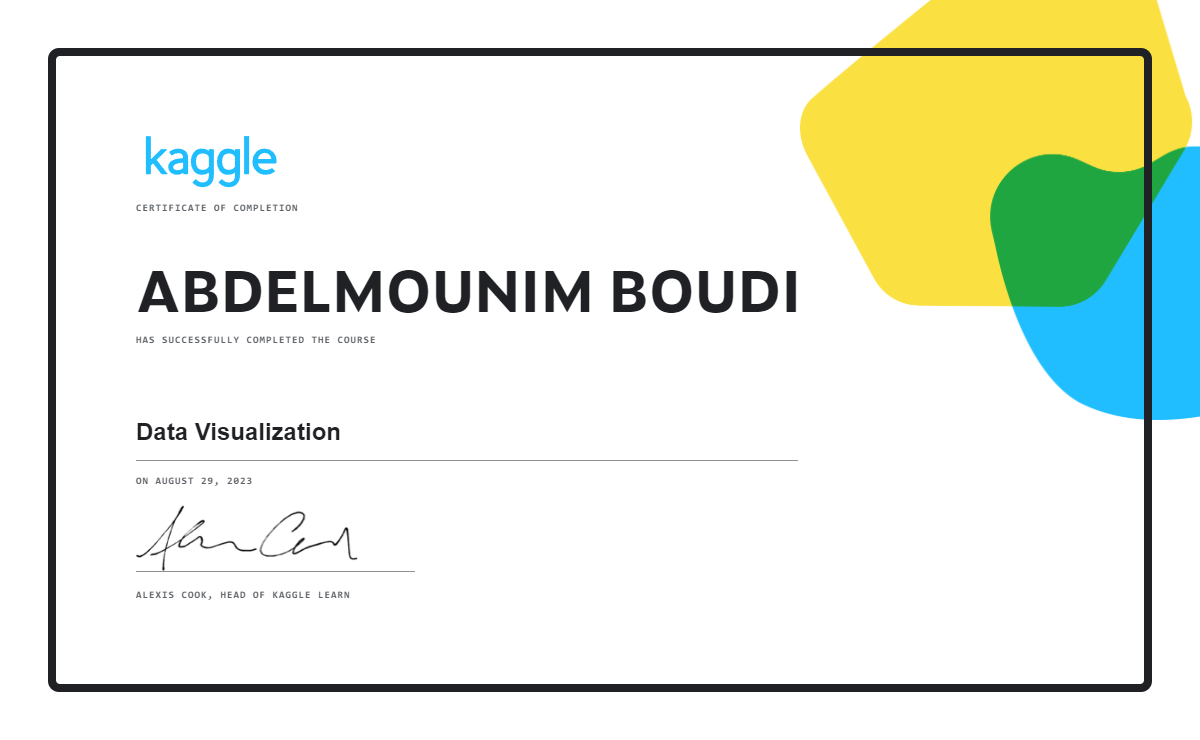 kaggle
CERTIFICATE OF COMPLETION
ABDELMOUNIM BOUDI
HAS SUCCESSFULLY COMPLETED THE COURSE
Data Visualization
ON AUGUST 29, 2023
Alexis Cook
ALEXIS COOK, HEAD OF KAGGLE LEARN